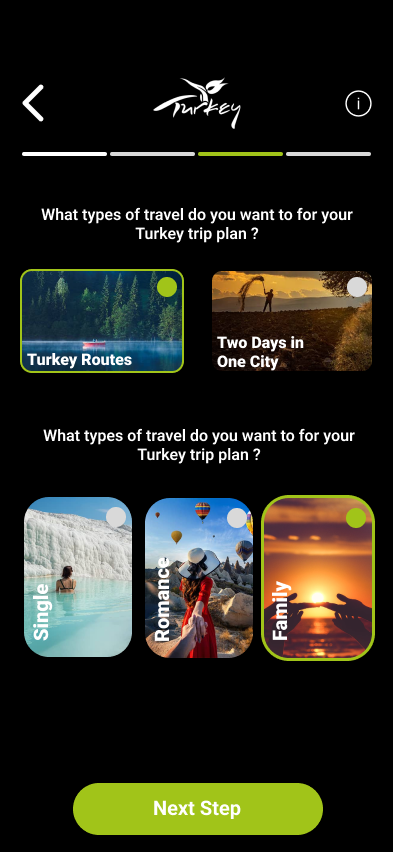 Turkey
i
What types of travel do you want to for your
Turkey trip plan ?
Turkey Routes
Two Days in
One City
What types of travel do you want to for your
Turkey trip plan ?
Single
Romance
Family
Next Step